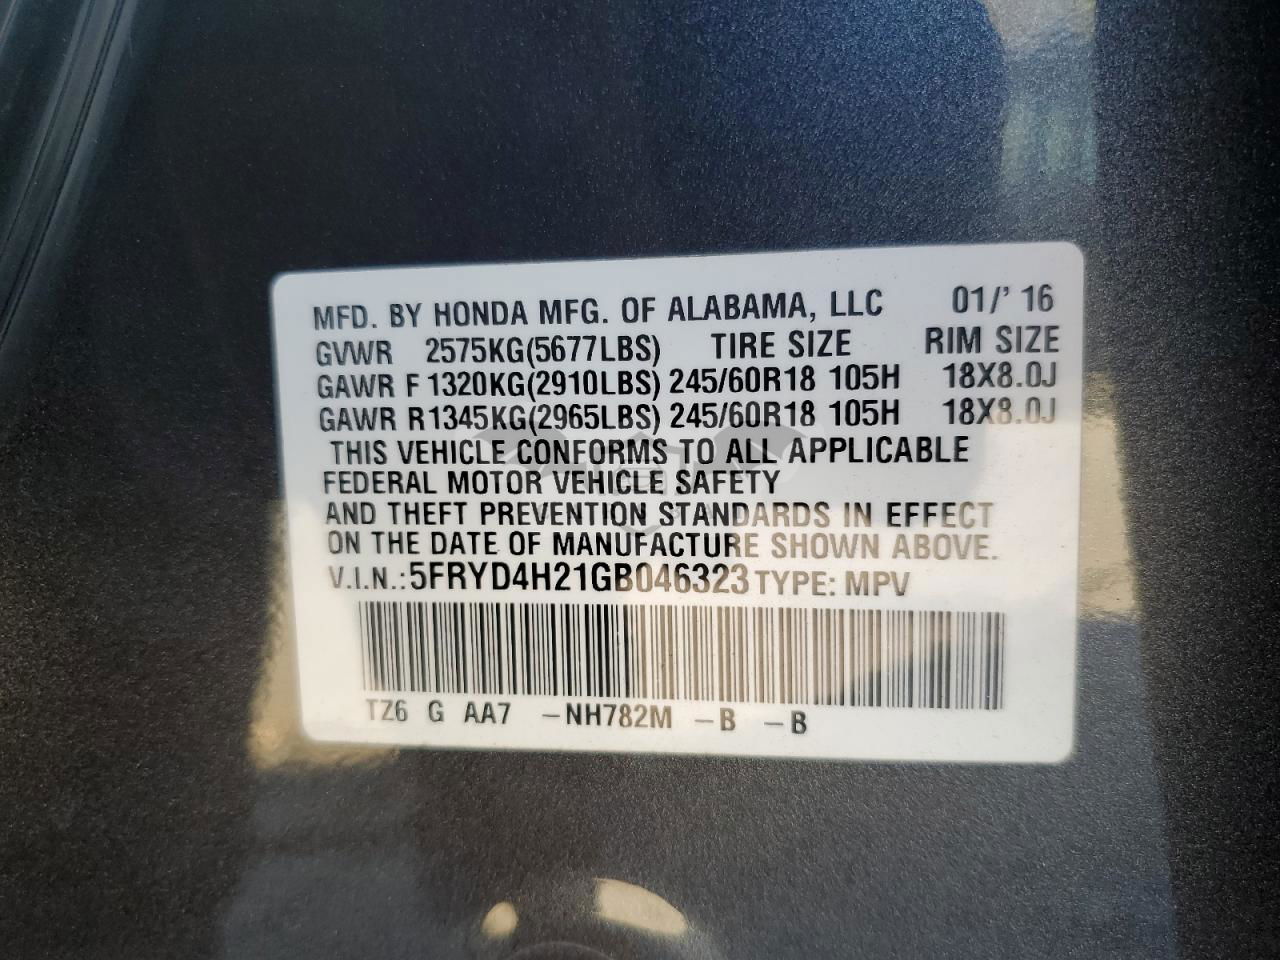 MFD. BY HONDA MFG. OF ALABAMA, LLC 01/' 16
GVWR 2575KG(5677LBS) TIRE SIZE RIM SIZE
GAWR F 1320KG(2910LBS) 245/60R18 105H 18X8.0J
GAWR R1345KG(2965LBS) 245/60R18 105H 18X8.0J
THIS VEHICLE CONFORMS TO ALL APPLICABLE
FEDERAL MOTOR VEHICLE SAFETY
AND THEFT PREVENTION STANDARDS IN EFFECT
ON THE DATE OF MANUFACTURE SHOWN ABOVE.
V.I.N.:5FRYD4H21GB046323 TYPE: MPV
TZ6 G AA7 –NH782M –B –B